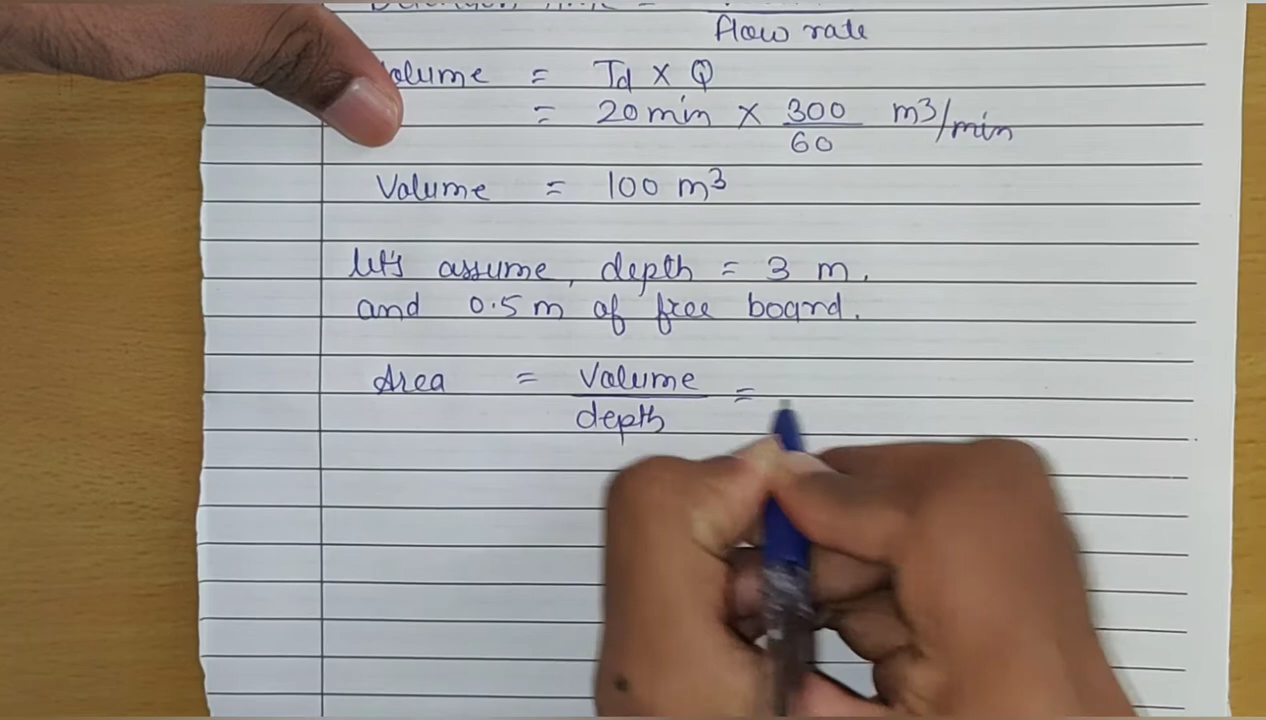 flow rate
Volume = Td X Q
= 20 min X 300/60 m³/min
Volume = 100 m³
let's assume, depth = 3 m.
and 0.5 m of free board.
Area = Volume/depth =